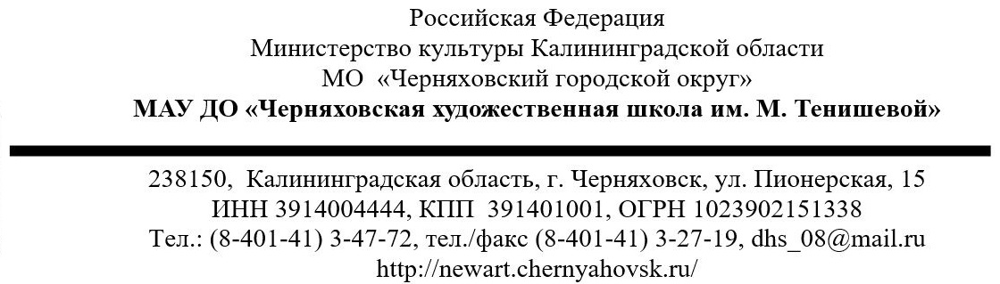 Российская Федерация
Министерство культуры Калининградской области
МО «Черняховский городской округ»
МАУ ДО «Черняховская художественная школа им. М. Тенишевой»
238150, Калининградская область, г. Черняховск, ул. Пионерская, 15
ИНН 3914004444, КПП 391401001, ОГРН 1023902151338
Тел.: (8-401-41) 3-47-72, тел./факс (8-401-41) 3-27-19, dhs_08@mail.ru
http://newart.chernyahovsk.ru/